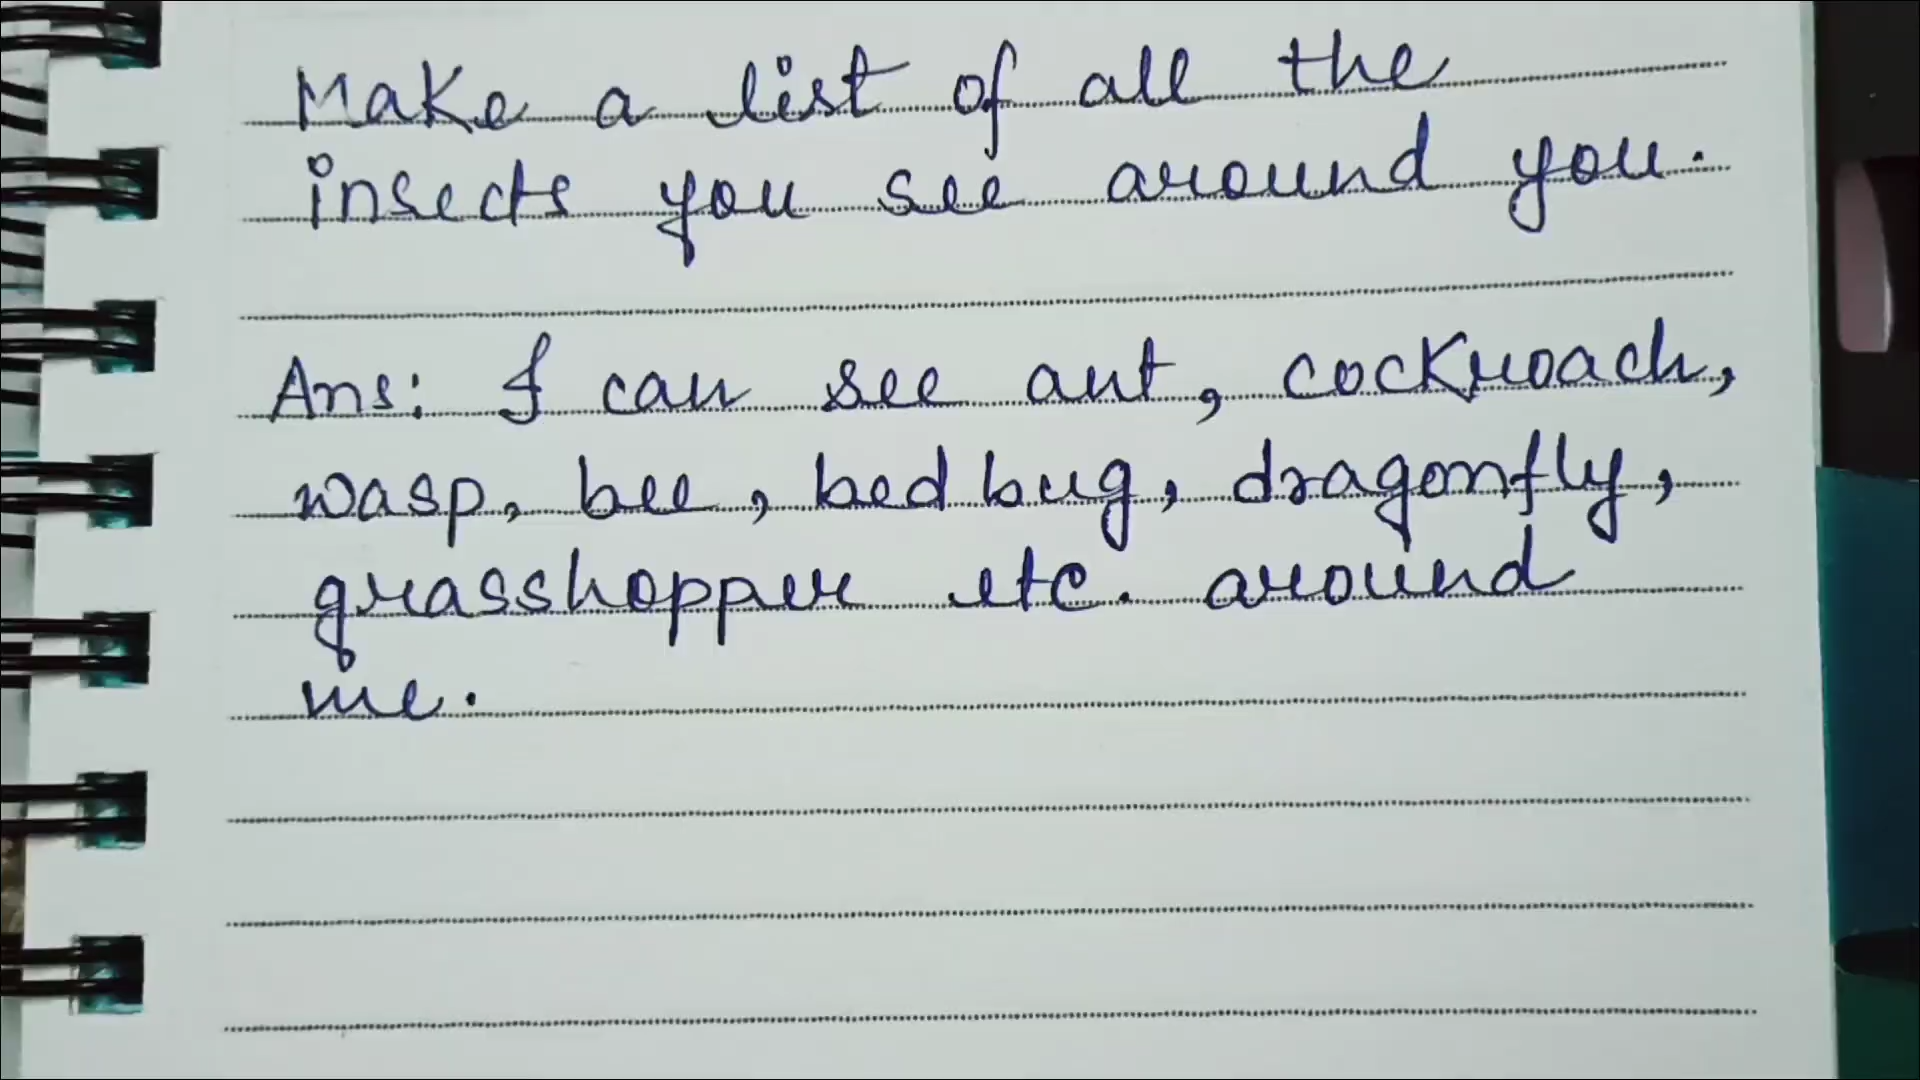 Make a list of all the
insects you see around you.
Ans: I can see ant, cockroach,
wasp, bee, bed bug, dragonfly,
grasshopper etc. around
me.